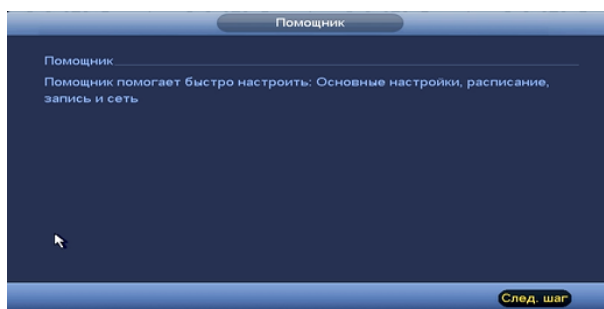 Помощник
Помощник
Помощник помогает быстро настроить: Основные настройки, расписание,
запись и сеть
След. шаг